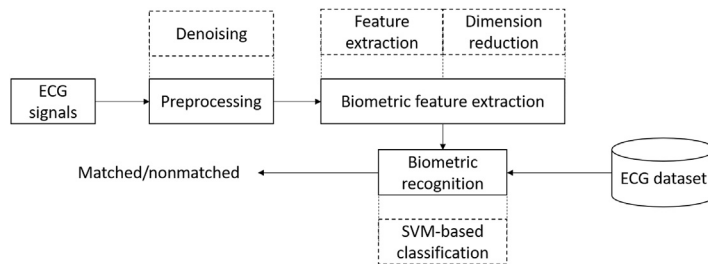 Denoising
Feature
extraction
Dimension
reduction
ECG
signals
Preprocessing
Biometric feature extraction
Matched/nonmatched
Biometric
recognition
ECG dataset
SVM-based
classification